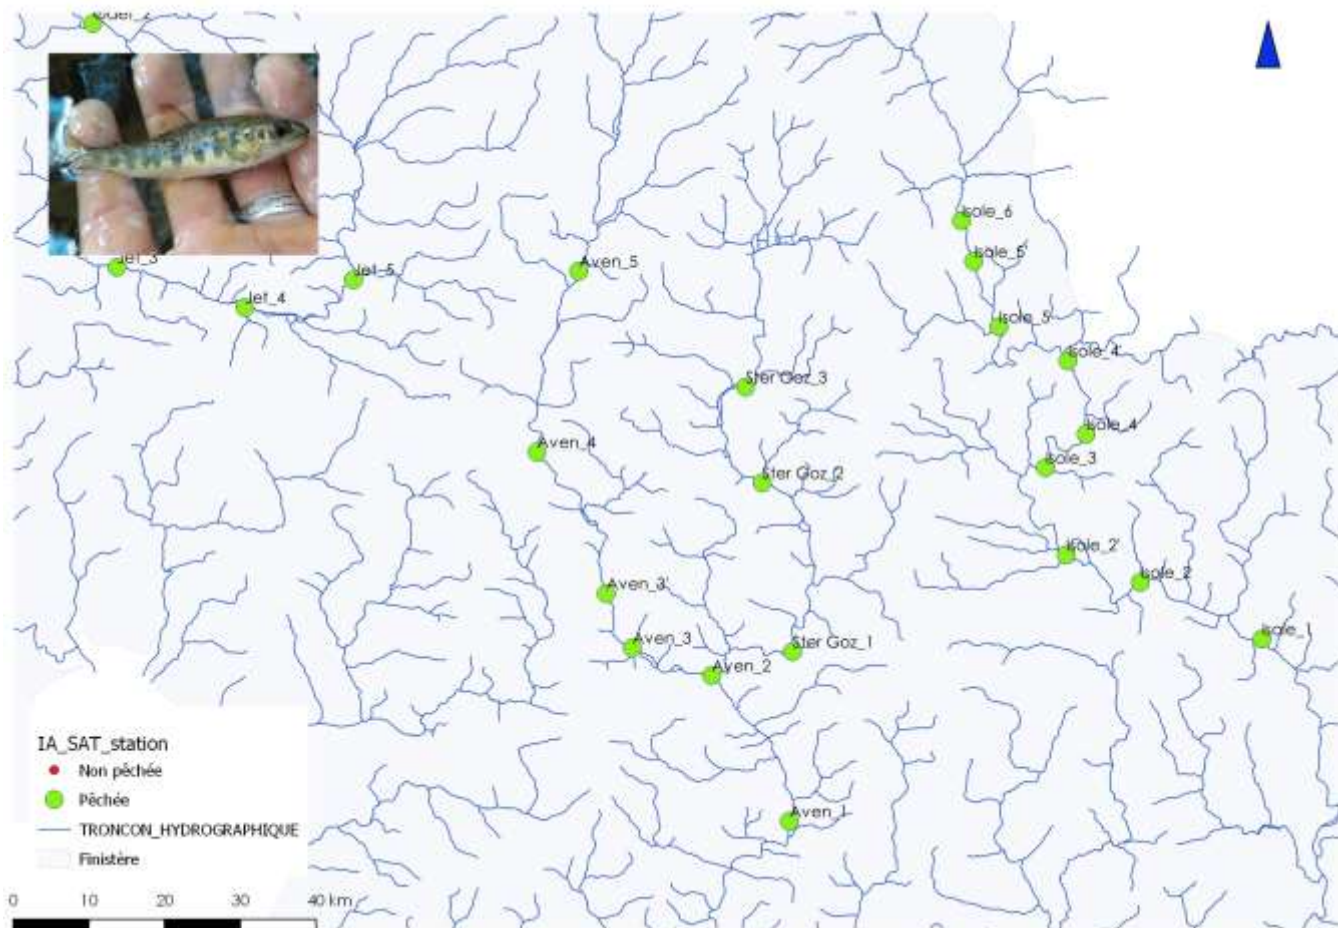 Isole_6
Isole_5'
Jet_3
Aven_5
Jet_5
Jet_4
Isole_5
Isole_4'
Ster Goz_3
Isole_4
Aven_4
Isole_3
Ster Goz_2
Isole_2'
Isole_2
Aven_3'
Isole_1
Aven_3
Ster Goz_1
Aven_2
IA_SAT_station
Non pêchée
Pêchée
TRONCON_HYDROGRAPHIQUE
Aven_1
Finistère
0 10 20 30 40 km